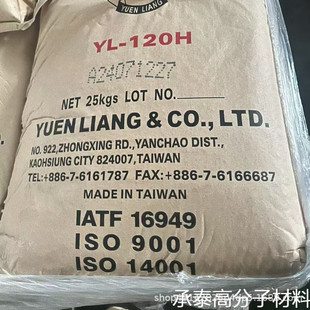 YUEN LIANG
YL-120H
A24071227
NET 25kgs LOT NO.
YUEN LIANG & CO., LTD.
NO. 922, ZHONGXING RD., YANCHAO DIST.,
KAOHSIUNG CITY 824007, TAIWAN
TEL:+886-7-6161787 FAX:+886-7-6166687
MADE IN TAIWAN
IATF 16949
ISO 9001
ISO 14001
承泰高分子材料